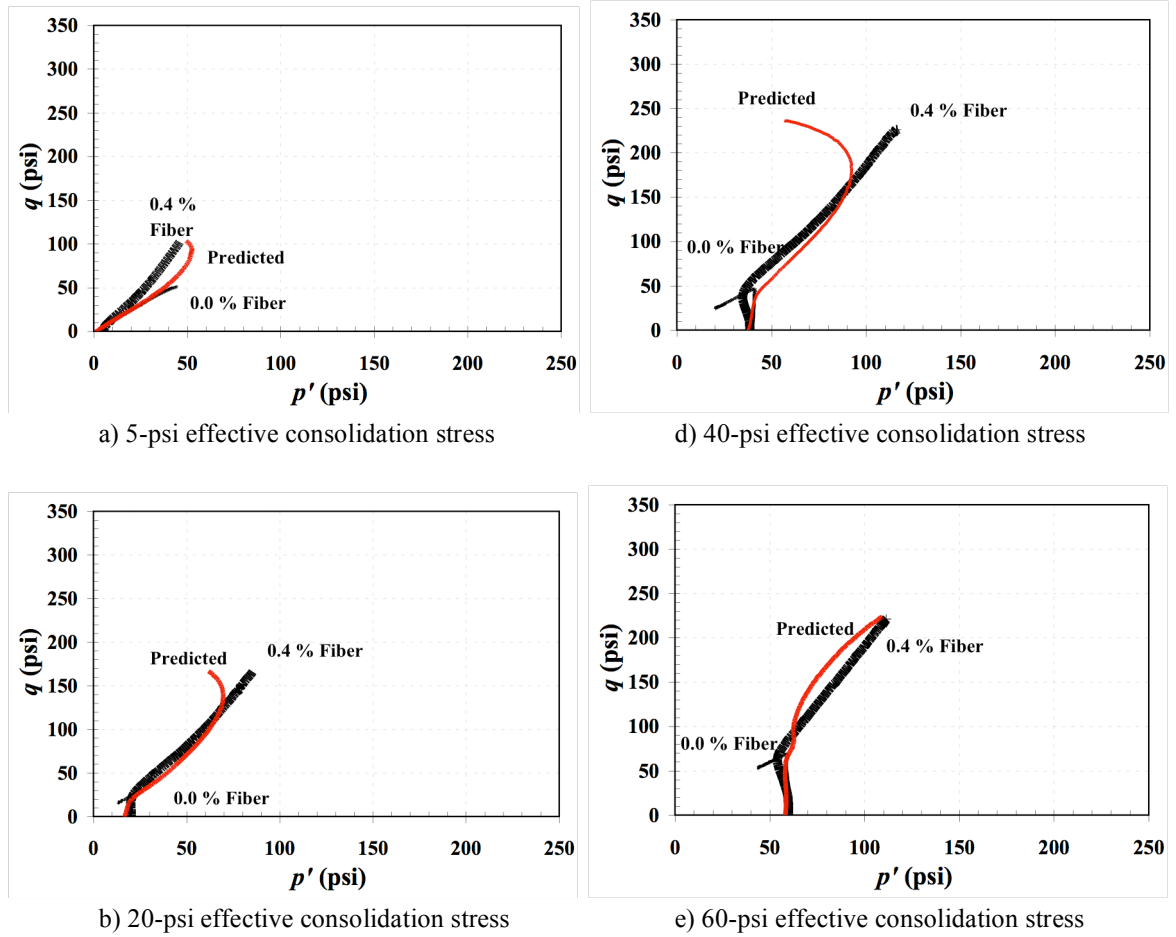 350
300
250
200
150
100
50
0
q (psi)
0.4 %
Fiber
Predicted
0.0 % Fiber
0 50 100 150 200 250
p' (psi)
a) 5-psi effective consolidation stress
350
300
250
200
150
100
50
0
q (psi)
Predicted
0.4 % Fiber
0.0 % Fiber
0 50 100 150 200 250
p' (psi)
d) 40-psi effective consolidation stress
350
300
250
200
150
100
50
0
q (psi)
Predicted
0.4 % Fiber
0.0 % Fiber
0 50 100 150 200 250
p' (psi)
b) 20-psi effective consolidation stress
350
300
250
200
150
100
50
0
q (psi)
Predicted
0.4 % Fiber
0.0 % Fiber
0 50 100 150 200 250
p' (psi)
e) 60-psi effective consolidation stress